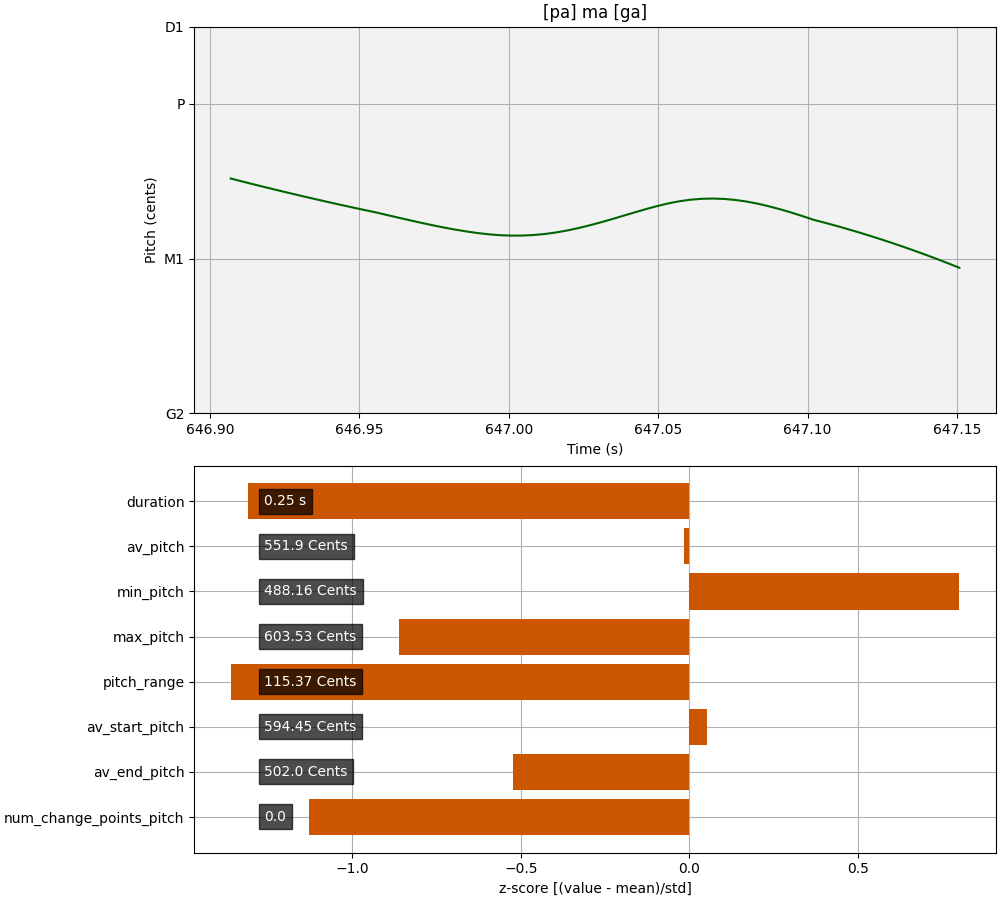 [pa] ma [ga]
D1
P
M1
G2
Pitch (cents)
646.90 646.95 647.00 647.05 647.10 647.15
Time (s)
duration 0.25 s
av_pitch 551.9 Cents
min_pitch 488.16 Cents
max_pitch 603.53 Cents
pitch_range 115.37 Cents
av_start_pitch 594.45 Cents
av_end_pitch 502.0 Cents
num_change_points_pitch 0.0
−1.0 −0.5 0.0 0.5
z-score [(value - mean)/std]